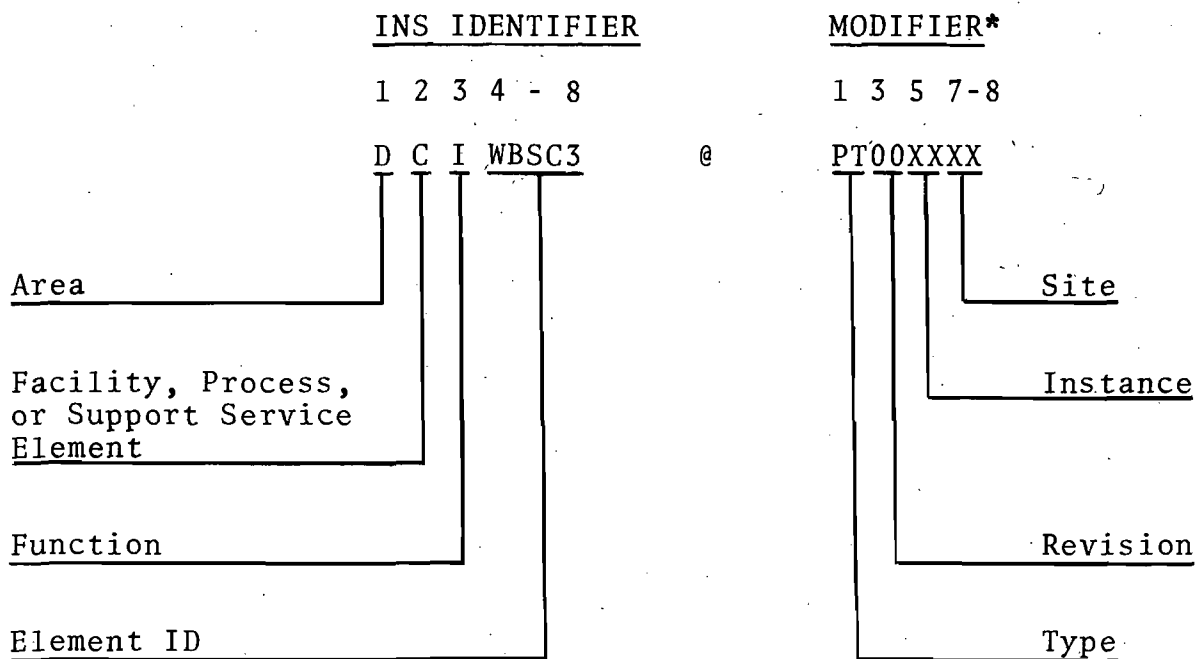 INS IDENTIFIER MODIFIER*
1 2 3 4 - 8 1 3 5 7-8
D C I WBSC3 @ PT00XXXX
Area Site
Facility, Process,
or Support Service
Element
Instance
Function Revision
Element ID Type